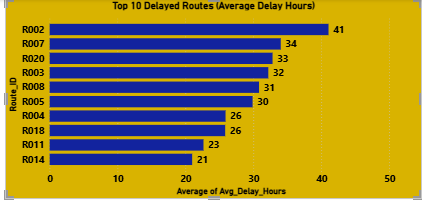 Top 10 Delayed Routes (Average Delay Hours)
Route_ID
R002 41
R007 34
R020 33
R003 32
R008 31
R005 30
R004 26
R018 26
R011 23
R014 21
0 10 20 30 40 50
Average of Avg_Delay_Hours